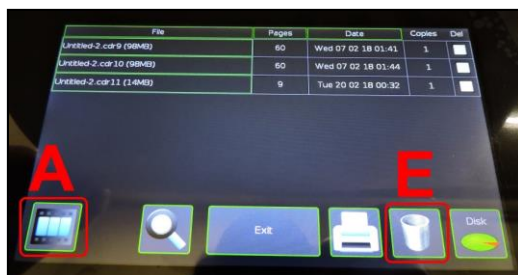 File Pages Date Copies Del
Untitled-2.cdr9 (98MB) 60 Wed 07 02 18 01:41 1
Untitled-2.cdr10 (98MB) 60 Wed 07 02 18 01:44 1
Untitled-2.cdr11 (14MB) 9 Tue 20 02 18 00:32 1
A E
Exit Disk